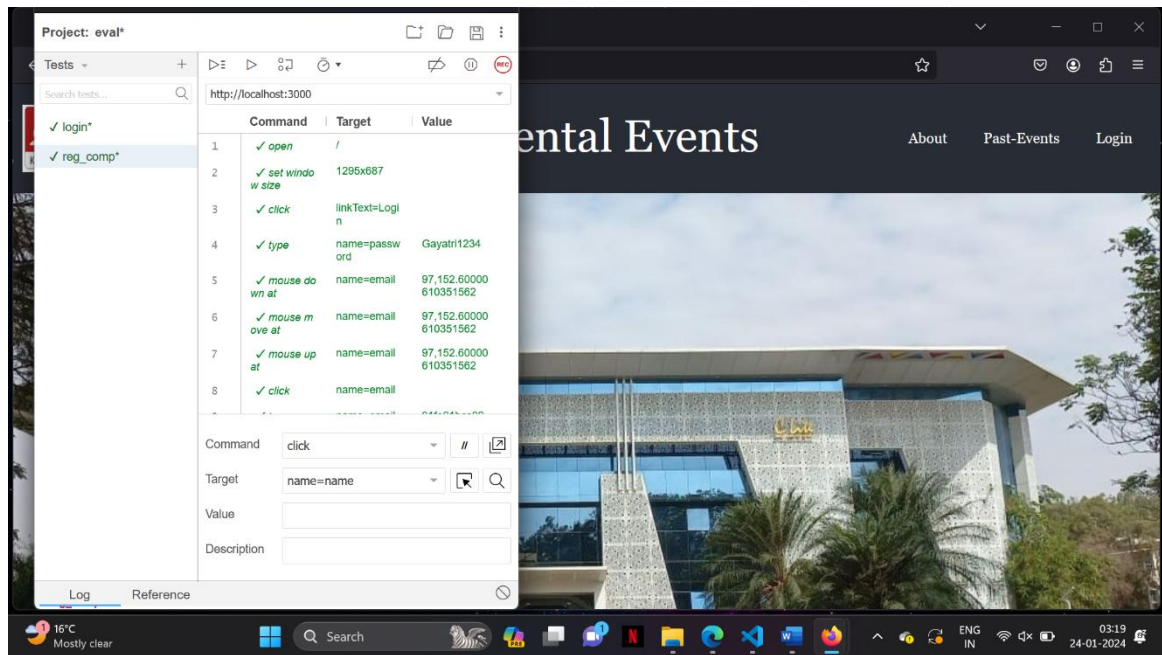 Project: eval*
Tests
Search tests...
✓ login*
✓ reg_comp*
REC
http://localhost:3000
Command Target Value
1 ✓ open /
2 ✓ set windo
w size 1295x687
3 ✓ click linkText=Logi
n
4 ✓ type name=passw
ord Gayatri1234
5 ✓ mouse do
wn at name=email 97,152.60000
610351562
6 ✓ mouse m
ove at name=email 97,152.60000
610351562
7 ✓ mouse up
at name=email 97,152.60000
610351562
8 ✓ click name=email
Command click //
Target name=name
Value
Description
Log Reference
ental Events
About Past-Events Login
1
16°C
Mostly clear
Search
PRE
1
N
ENG
IN
03:19
24-01-2024